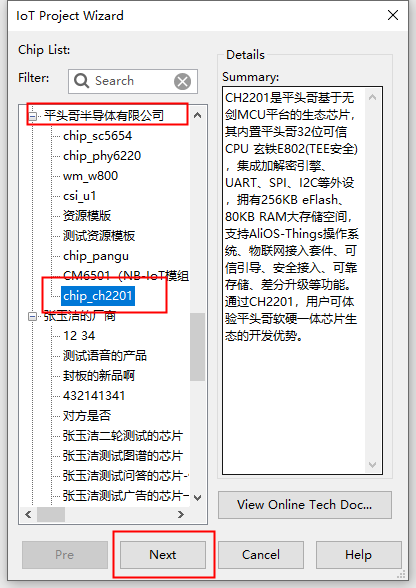 IoT Project Wizard
Chip List:
Filter:
Search
平头哥半导体有限公司
chip_sc5654
chip_phy6220
wm_w800
csi_u1
资源模版
测试资源模板
chip_pangu
CM6501（NB-IoT模组
chip_ch2201
张玉洁的厂商
12 34
测试语音的产品
封板的新品啊
432141341
对方是否
张玉洁二轮测试的芯片
张玉洁测试图谱的芯片
张玉洁测试问答的芯片-
张玉洁测试广告的芯片—
Details
Summary:
CH2201是平头哥基于无
剑MCU平台的生态芯片，
其内置平头哥32位可信
CPU 玄铁E802(TEE安全)
，集成加解密引擎、
UART、SPI、I2C等外设
，拥有256KB eFlash、
80KB RAM大存储空间，
支持AliOS-Things操作系
统、物联网接入套件、可
信引导、安全接入、可靠
存储、差分升级等功能。
通过CH2201，用户可体
验平头哥软硬一体芯片生
态的开发优势。
View Online Tech Doc...
Pre
Next
Cancel
Help